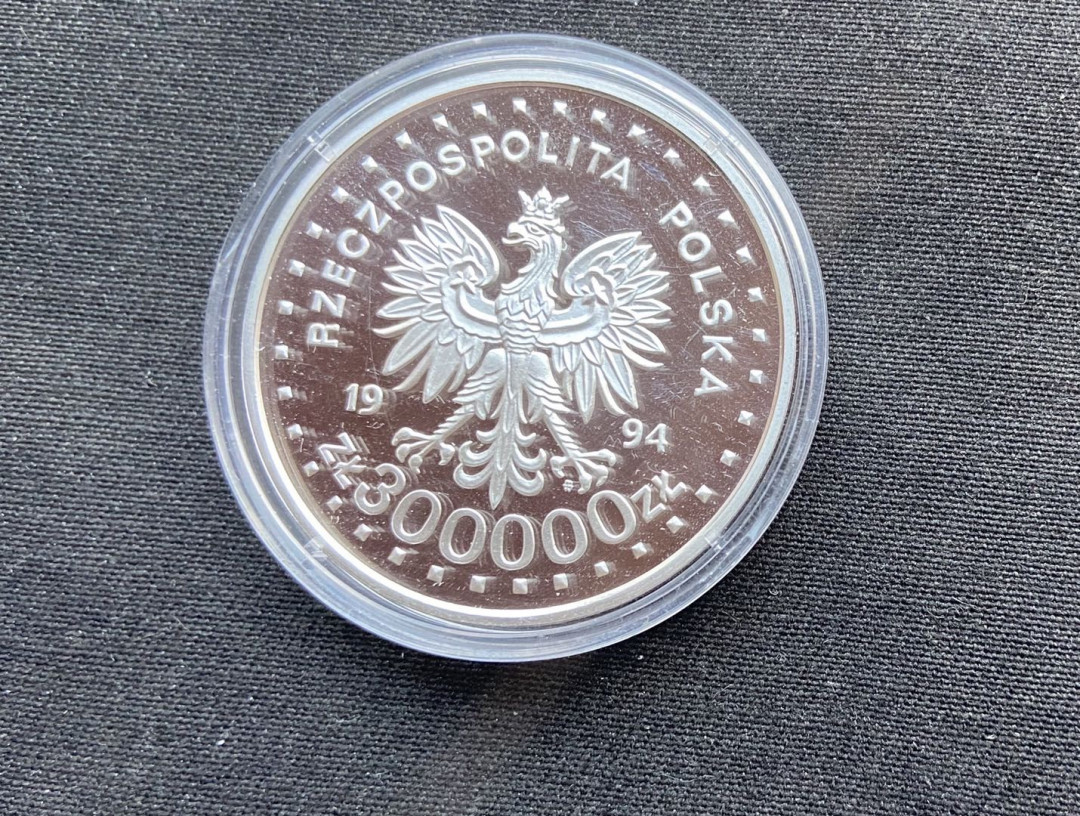 RZECZPOSPOLITA POLSKA
19 94
ZŁ 300000 ZŁ